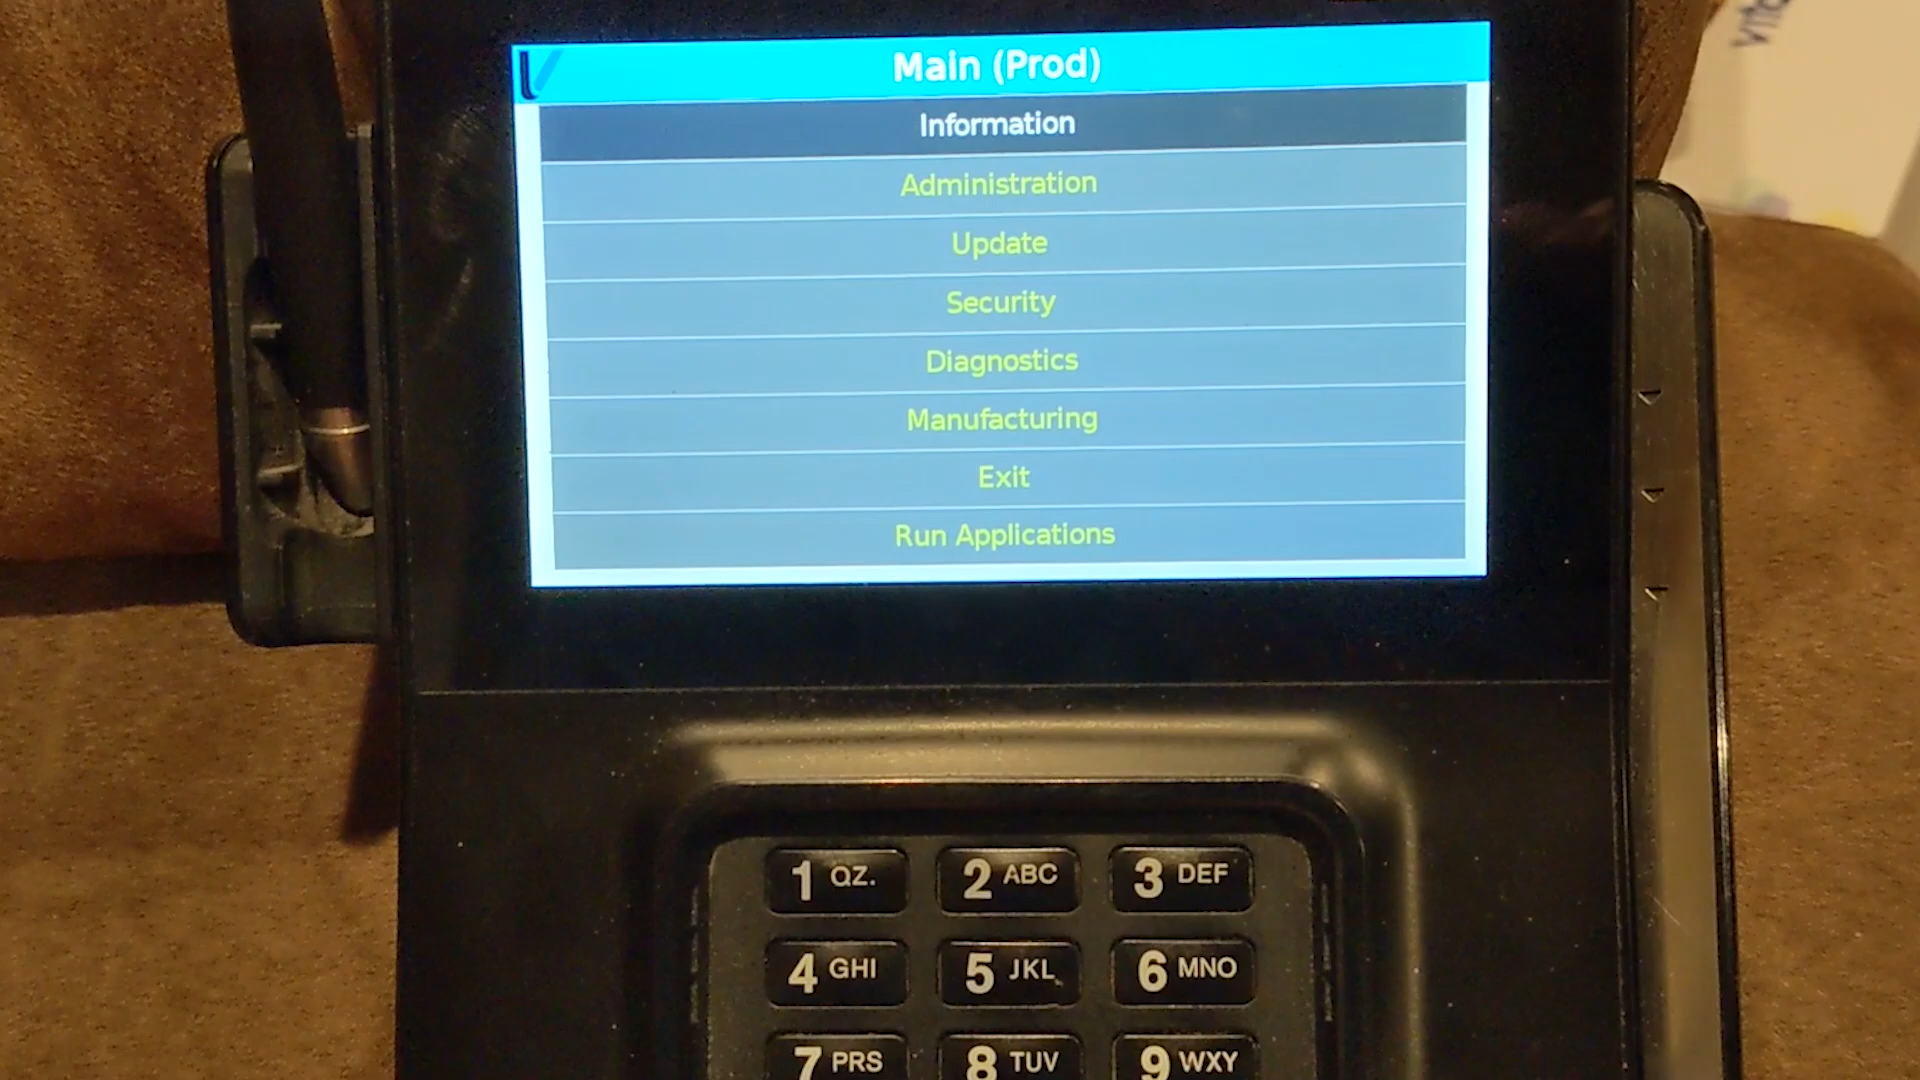 Main (Prod)
Information
Administration
Update
Security
Diagnostics
Manufacturing
Exit
Run Applications
1 QZ.
2 ABC
3 DEF
4 GHI
5 JKL
6 MNO
7 PRS
8 TUV
9 WXY